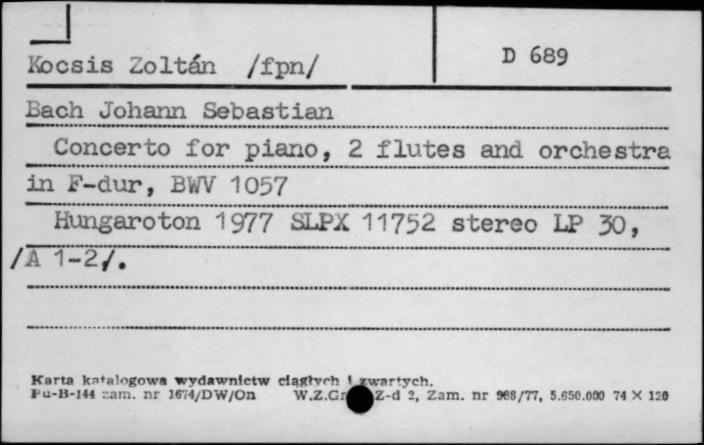 Kocsis Zoltán /fpn/
D 689
Bach Johann Sebastian
Concerto for piano, 2 flutes and orchestra
in F-dur, BWV 1057
Hungaroton 1977 SLPX 11752 stereo LP 30,
/A 1-2/.
Karta katalogowa wydawnictw ciągłych i zwartych.
Pu-B-144 zam. nr 1674/DW/On W.Z.Gr Z-d 2, Zam. nr 968/77, 5.650.000 74 × 120